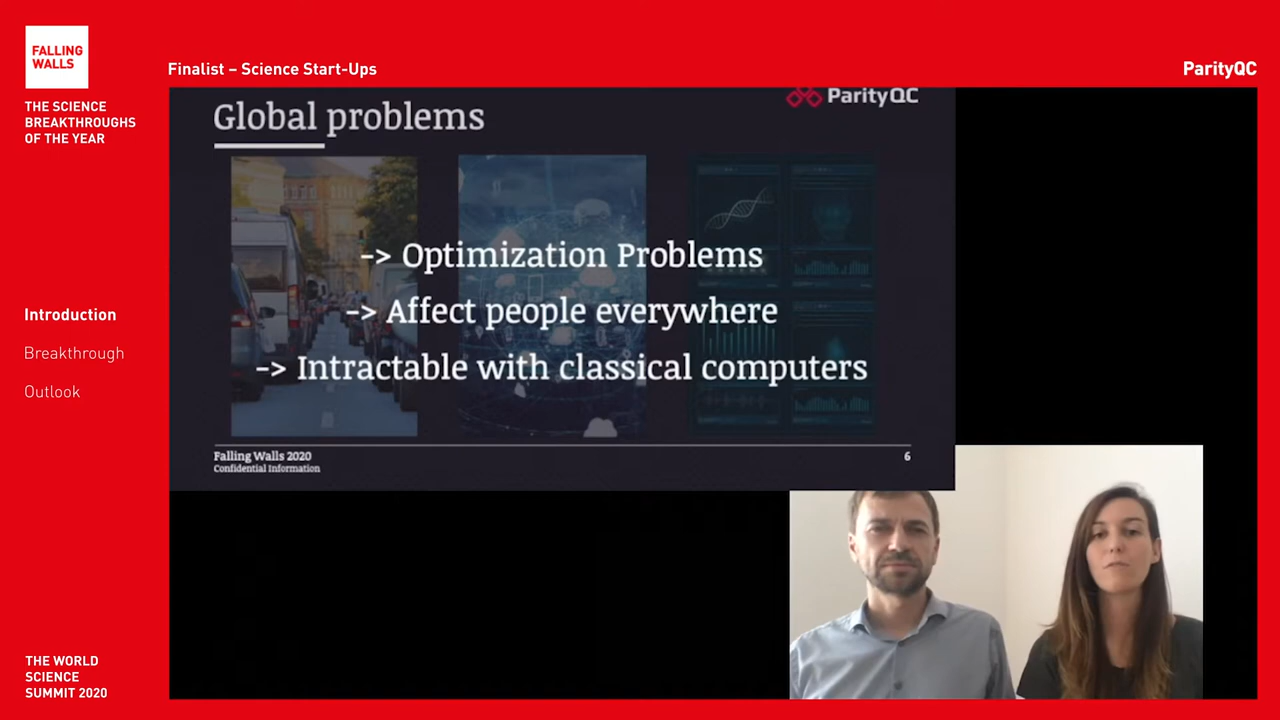 FALLING
WALLS
THE SCIENCE
BREAKTHROUGHS
OF THE YEAR
Finalist – Science Start-Ups
ParityQC
Global problems
ParityQC
-> Optimization Problems
-> Affect people everywhere
-> Intractable with classical computers
Falling Walls 2020
Confidential Information
6
Introduction
Breakthrough
Outlook
THE WORLD
SCIENCE
SUMMIT 2020